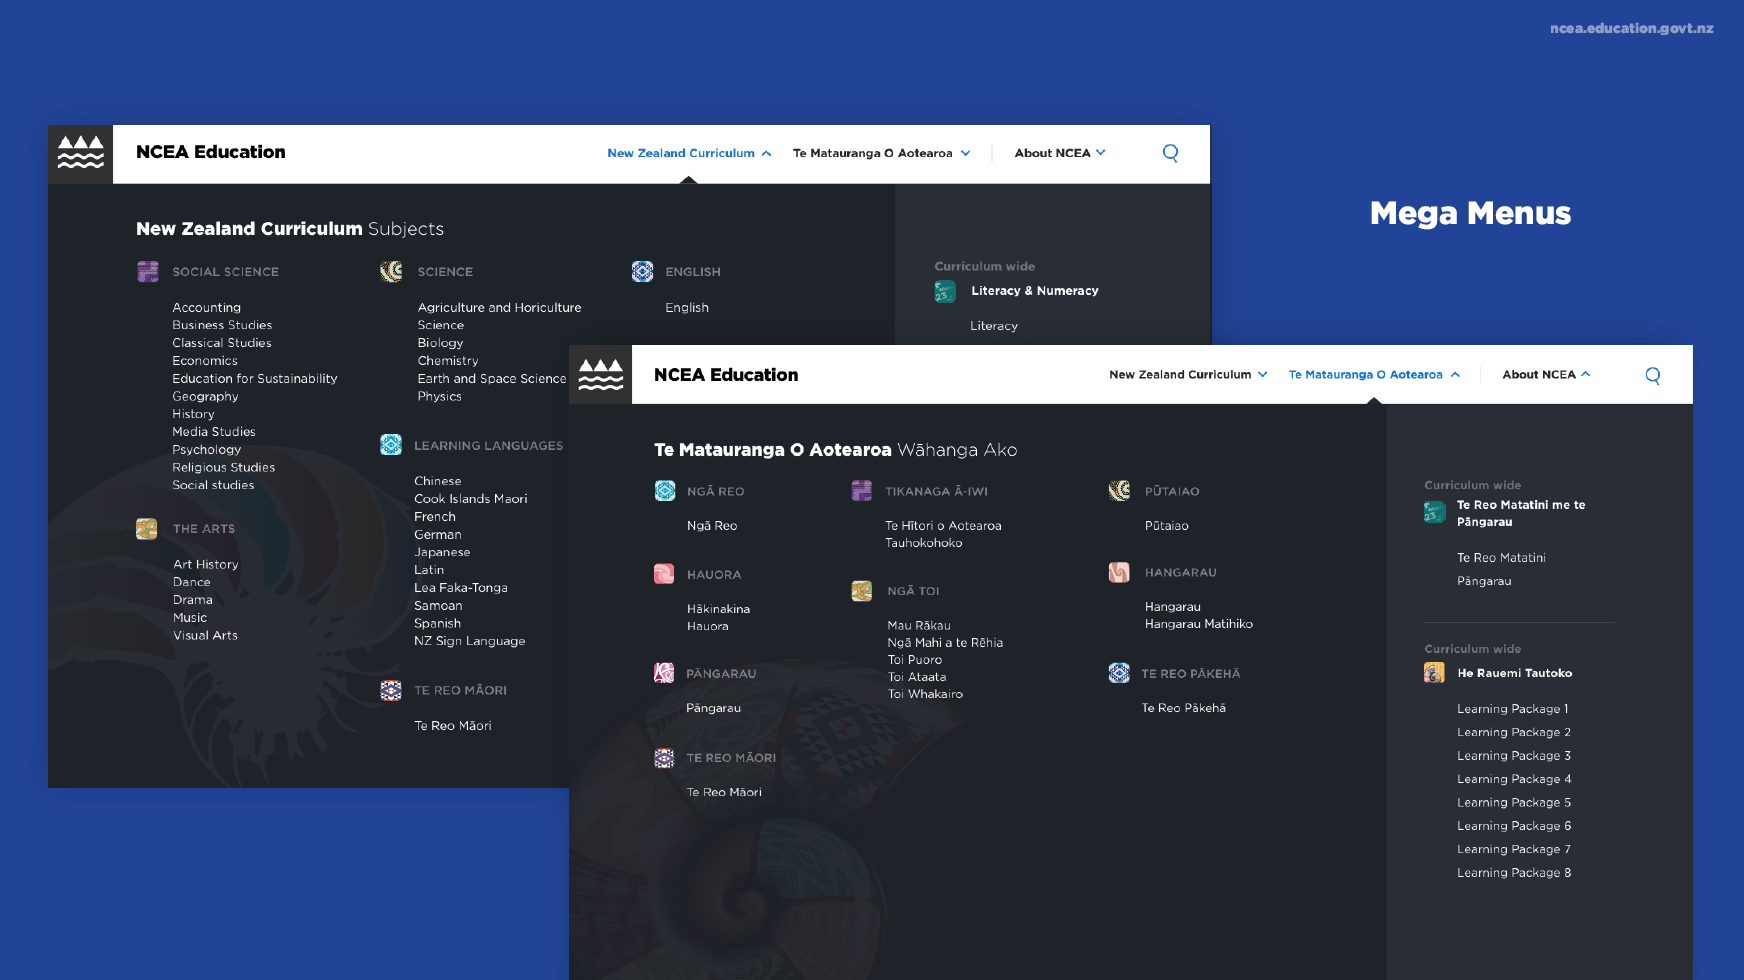 ncea.education.govt.nz
Mega Menus
NCEA Education
New Zealand Curriculum
Te Matauranga O Aotearoa
About NCEA
New Zealand Curriculum Subjects
SOCIAL SCIENCE
Accounting
Business Studies
Classical Studies
Economics
Education for Sustainability
Geography
History
Media Studies
Psychology
Religious Studies
Social studies
THE ARTS
Art History
Dance
Drama
Music
Visual Arts
SCIENCE
Agriculture and Horiculture
Science
Biology
Chemistry
Earth and Space Science
Physics
LEARNING LANGUAGES
Chinese
Cook Islands Maori
French
German
Japanese
Latin
Lea Faka-Tonga
Samoan
Spanish
NZ Sign Language
TE REO MĀORI
Te Reo Māori
ENGLISH
English
Curriculum wide
Literacy & Numeracy
Literacy
NCEA Education
New Zealand Curriculum
Te Matauranga O Aotearoa
About NCEA
Te Matauranga O Aotearoa Wāhanga Ako
NGĀ REO
Ngā Reo
HAUORA
Hākinakina
Hauora
PĀNGARAU
Pāngarau
TE REO MĀORI
Te Reo Māori
TIKANAGA Ā-IWI
Te Hītori o Aotearoa
Tauhokohoko
NGĀ TOI
Mau Rākau
Ngā Mahi a te Rēhia
Toi Puoro
Toi Ataata
Toi Whakairo
PŪTAIAO
Pūtaiao
HANGARAU
Hangarau
Hangarau Matihiko
TE REO PĀKEHĀ
Te Reo Pākehā
Curriculum wide
Te Reo Matatini me te
Pāngarau
Te Reo Matatini
Pāngarau
Curriculum wide
He Rauemi Tautoko
Learning Package 1
Learning Package 2
Learning Package 3
Learning Package 4
Learning Package 5
Learning Package 6
Learning Package 7
Learning Package 8